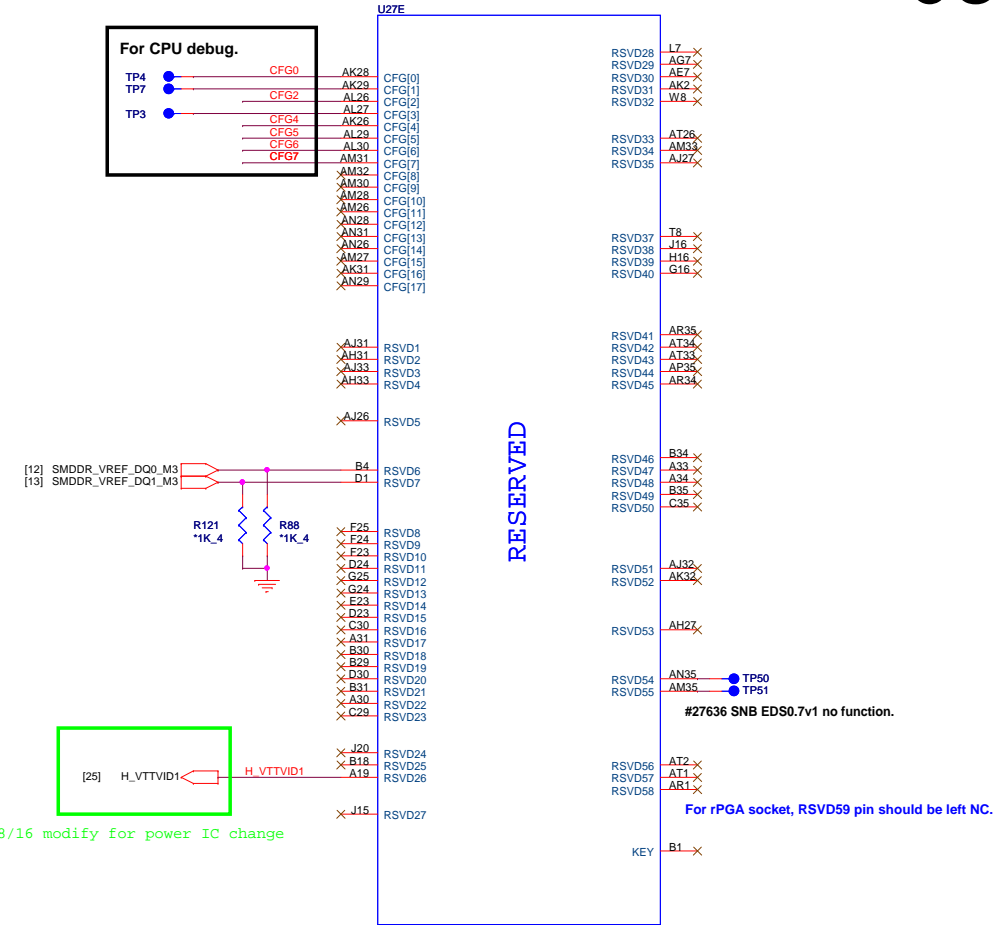 U27E
For CPU debug.
TP4
TP7
TP3
CFG0
CFG2
CFG4
CFG5
CFG6
CFG7
AK28 CFG[0]
AK29 CFG[1]
AL26 CFG[2]
AL27 CFG[3]
AK26 CFG[4]
AL29 CFG[5]
AL30 CFG[6]
AM31 CFG[7]
AM32 CFG[8]
AM30 CFG[9]
AM28 CFG[10]
AM26 CFG[11]
AN28 CFG[12]
AN31 CFG[13]
AN26 CFG[14]
AM27 CFG[15]
AK31 CFG[16]
AN29 CFG[17]
AJ31 RSVD1
AH31 RSVD2
AJ33 RSVD3
AH33 RSVD4
AJ26 RSVD5
[12] SMDDR_VREF_DQ0_M3 B4 RSVD6
[13] SMDDR_VREF_DQ1_M3 D1 RSVD7
R121
*1K_4
R88
*1K_4
F25 RSVD8
F24 RSVD9
F23 RSVD10
D24 RSVD11
G25 RSVD12
G24 RSVD13
E23 RSVD14
D23 RSVD15
C30 RSVD16
A31 RSVD17
B30 RSVD18
B29 RSVD19
D30 RSVD20
B31 RSVD21
A30 RSVD22
C29 RSVD23
J20 RSVD24
B18 RSVD25
[25] H_VTTVID1 H_VTTVID1 A19 RSVD26
J15 RSVD27
8/16 modify for power IC change
RESERVED
RSVD28 L7
RSVD29 AG7
RSVD30 AE7
RSVD31 AK2
RSVD32 W8
RSVD33 AT26
RSVD34 AM33
RSVD35 AJ27
RSVD37 T8
RSVD38 J16
RSVD39 H16
RSVD40 G16
RSVD41 AR35
RSVD42 AT34
RSVD43 AT33
RSVD44 AP35
RSVD45 AR34
RSVD46 B34
RSVD47 A33
RSVD48 A34
RSVD49 B35
RSVD50 C35
RSVD51 AJ32
RSVD52 AK32
RSVD53 AH27
RSVD54 AN35 TP50
RSVD55 AM35 TP51
#27636 SNB EDS0.7v1 no function.
RSVD56 AT2
RSVD57 AT1
RSVD58 AR1
For rPGA socket, RSVD59 pin should be left NC.
KEY B1